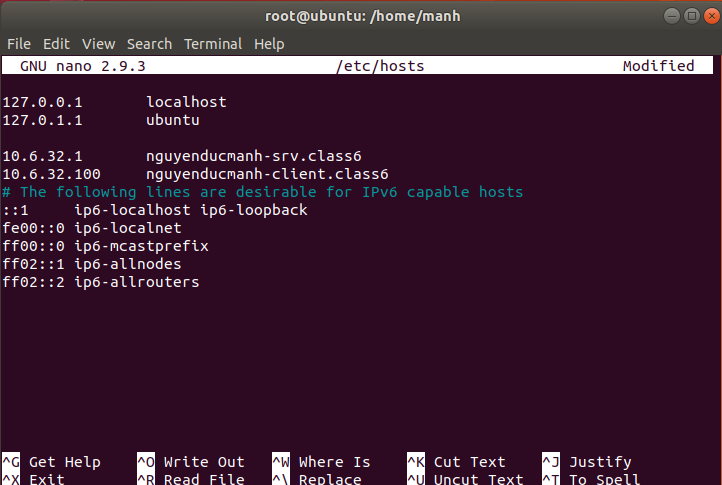 root@ubuntu: /home/manh
File Edit View Search Terminal Help
GNU nano 2.9.3 /etc/hosts Modified
127.0.0.1 localhost
127.0.1.1 ubuntu
10.6.32.1 nguyenducmanh-srv.class6
10.6.32.100 nguyenducmanh-client.class6
# The following lines are desirable for IPv6 capable hosts
::1 ip6-localhost ip6-loopback
fe00::0 ip6-localnet
ff00::0 ip6-mcastprefix
ff02::1 ip6-allnodes
ff02::2 ip6-allrouters
^G Get Help ^O Write Out ^W Where Is ^K Cut Text ^J Justify
^X Exit ^R Read File ^\ Replace ^U Uncut Text ^T To Spell